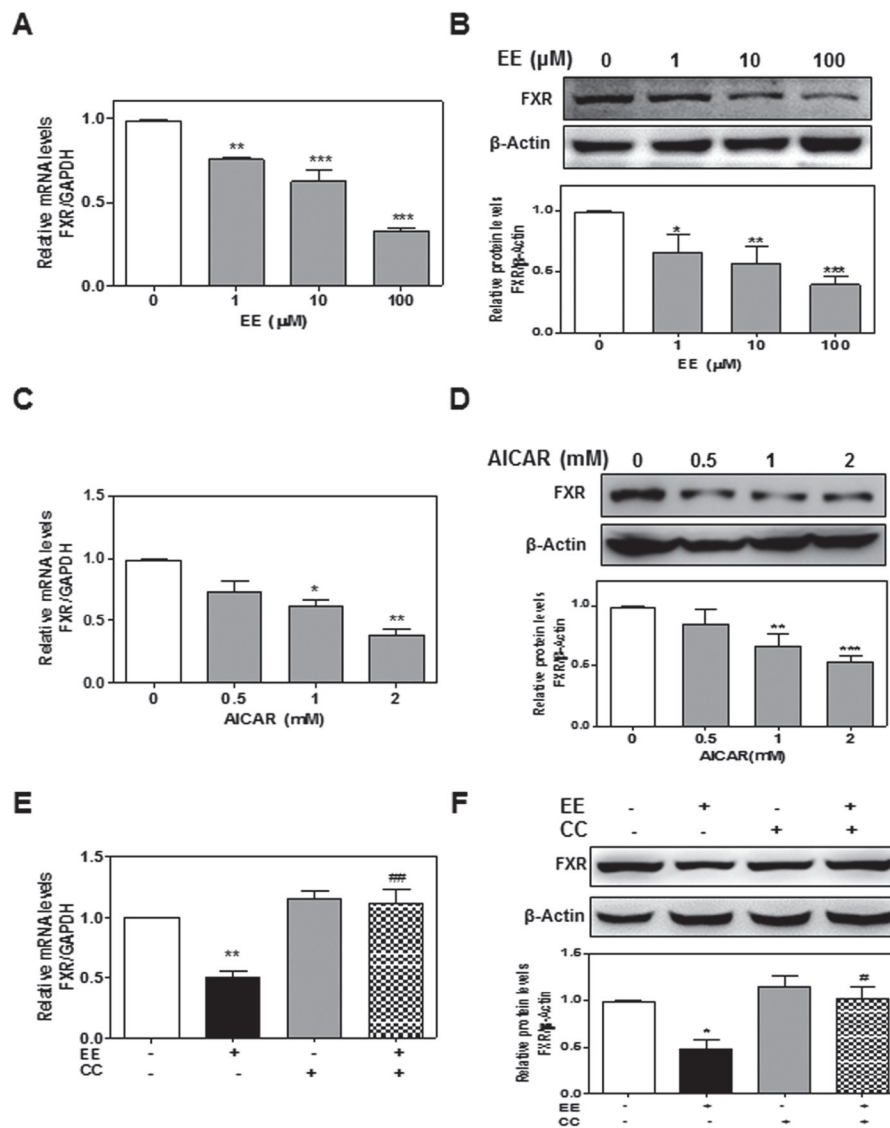 A
Relative mRNA levels
FXR/GAPDH
1.0
0.5
0.0
**
***
***
0 1 10 100
EE (µM)
B
EE (µM) 0 1 10 100
FXR
β-Actin
Relative protein levels
FXR/β-Actin
1.0
0.5
0.0
*
**
***
0 1 10 100
EE (µM)
C
Relative mRNA levels
FXR/GAPDH
1.5
1.0
0.5
0.0
*
**
0 0.5 1 2
AICAR (mM)
D
AICAR (mM) 0 0.5 1 2
FXR
β-Actin
Relative protein levels
FXR/β-Actin
1.0
0.5
0.0
**
***
0 0.5 1 2
AICAR(mM)
E
Relative mRNA levels
FXR/GAPDH
1.5
1.0
0.5
0.0
**
##
EE - + - +
CC - - + +
F
EE - + - +
CC - - + +
FXR
β-Actin
Relative protein levels
FXR/β-Actin
1.5
1.0
0.5
0.0
*
#
EE - + - +
CC - - + +